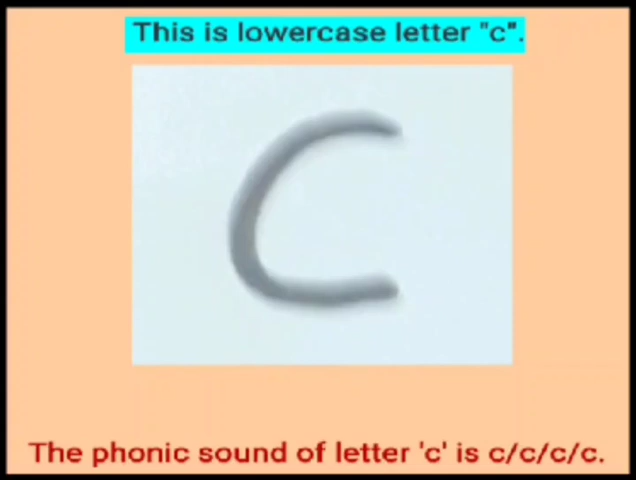 This is lowercase letter "c".
C
The phonic sound of letter 'c' is c/c/c/c.